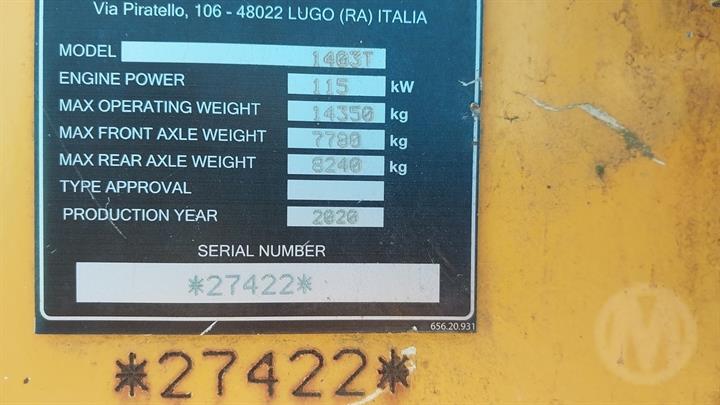 Via Piratello, 106 - 48022 LUGO (RA) ITALIA
MODEL 1403T
ENGINE POWER 115 kW
MAX OPERATING WEIGHT 14350 kg
MAX FRONT AXLE WEIGHT 7780 kg
MAX REAR AXLE WEIGHT 8240 kg
TYPE APPROVAL
PRODUCTION YEAR 2020
SERIAL NUMBER
*27422*
656.20.931
*27422*
M